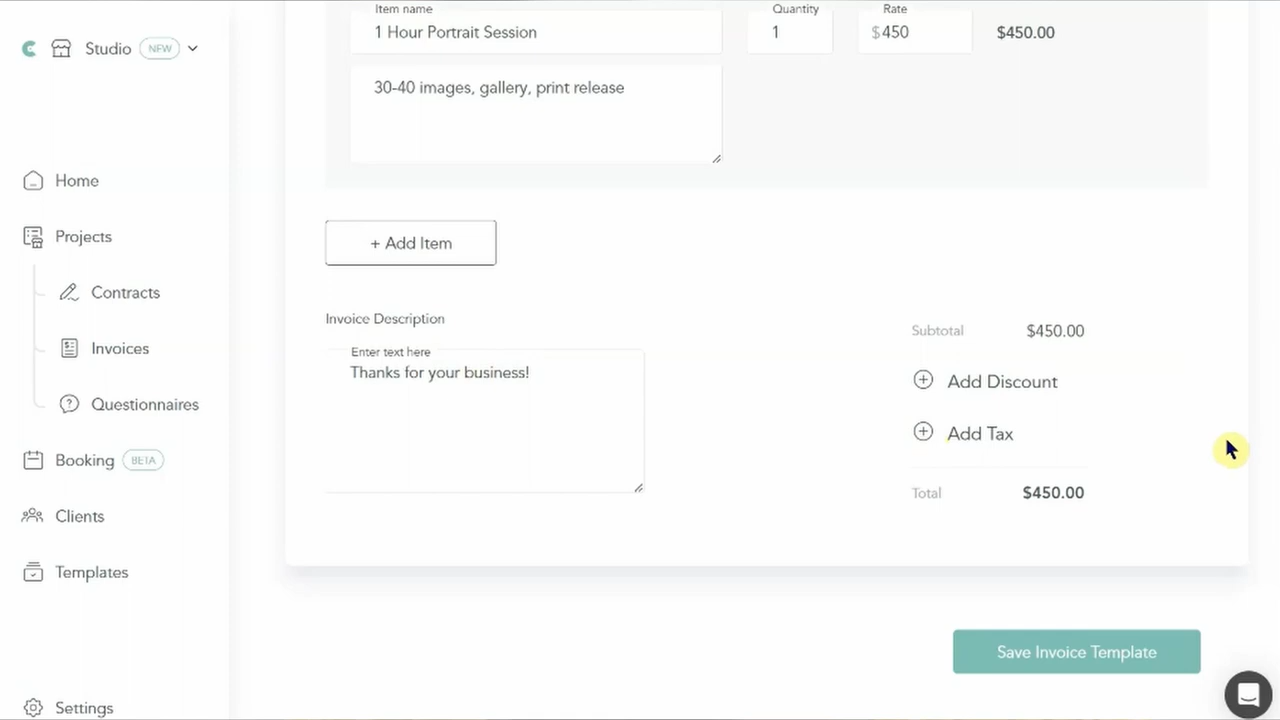 Studio NEW
Home
Projects
Contracts
Invoices
Questionnaires
Booking BETA
Clients
Templates
Settings
Item name
1 Hour Portrait Session
Quantity
1
Rate
$450
$450.00
30-40 images, gallery, print release
+ Add Item
Invoice Description
Enter text here
Thanks for your business!
Subtotal $450.00
Add Discount
Add Tax
Total $450.00
Save Invoice Template